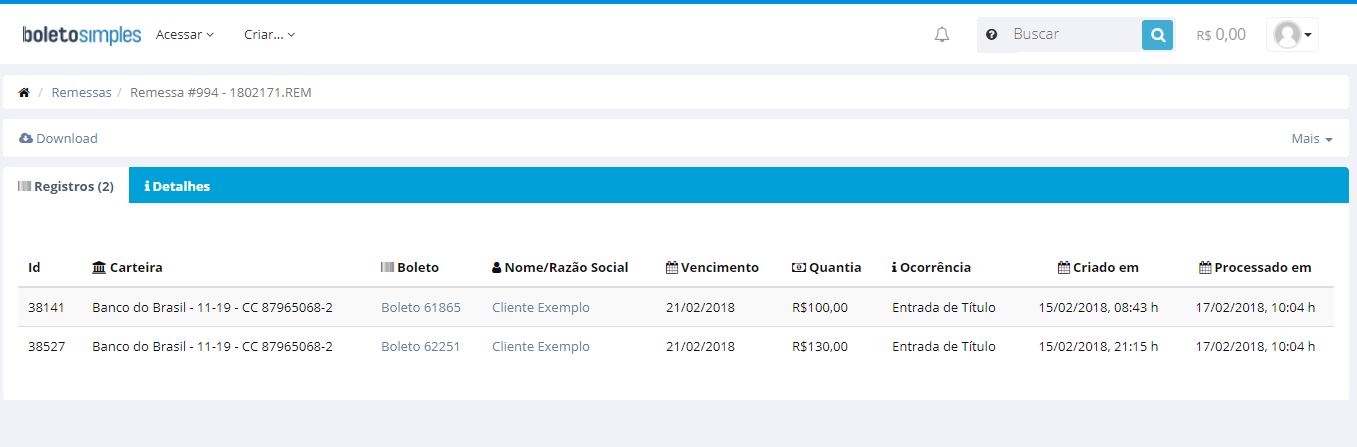 boletosimples Acessar Criar... Buscar R$ 0,00
/ Remessas / Remessa #994 - 1802171.REM
Download Mais
Registros (2) Detalhes
Id Carteira Boleto Nome/Razão Social Vencimento Quantia Ocorrência Criado em Processado em
38141 Banco do Brasil - 11-19 - CC 87965068-2 Boleto 61865 Cliente Exemplo 21/02/2018 R$100,00 Entrada de Título 15/02/2018, 08:43 h 17/02/2018, 10:04 h
38527 Banco do Brasil - 11-19 - CC 87965068-2 Boleto 62251 Cliente Exemplo 21/02/2018 R$130,00 Entrada de Título 15/02/2018, 21:15 h 17/02/2018, 10:04 h